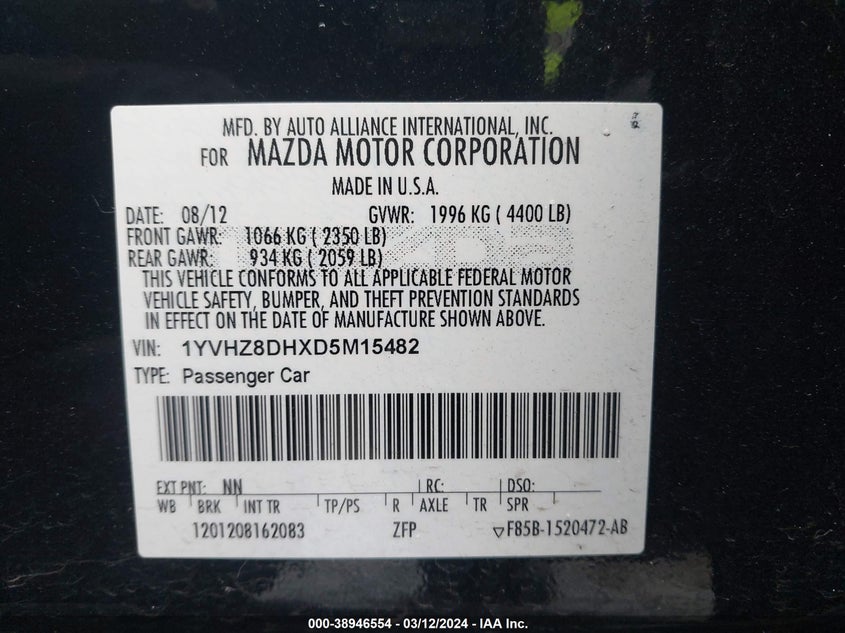 MFD. BY AUTO ALLIANCE INTERNATIONAL, INC.
FOR MAZDA MOTOR CORPORATION
MADE IN U.S.A.
DATE: 08/12 GVWR: 1996 KG ( 4400 LB)
FRONT GAWR: 1066 KG ( 2350 LB)
REAR GAWR: 934 KG ( 2059 LB)
THIS VEHICLE CONFORMS TO ALL APPLICABLE FEDERAL MOTOR
VEHICLE SAFETY, BUMPER, AND THEFT PREVENTION STANDARDS
IN EFFECT ON THE DATE OF MANUFACTURE SHOWN ABOVE.
VIN: 1YVHZ8DHXD5M15482
TYPE: Passenger Car
EXT PNT: NN RC: DSO:
WB BRK INT TR TP/PS R AXLE TR SPR
1201208162083 ZFP ▽F85B-1520472-AB
000-38946554 - 03/12/2024 - IAA Inc.